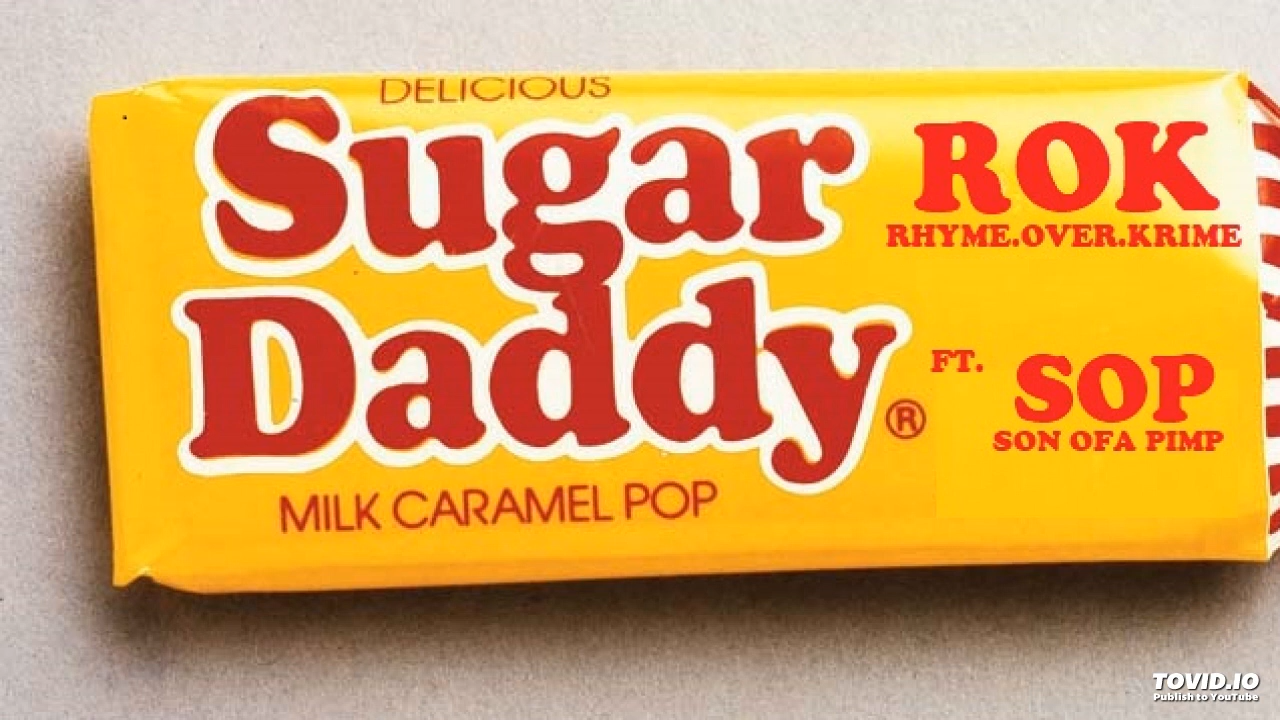 DELICIOUS
Sugar
Daddy®
MILK CARAMEL POP
ROK
RHYME.OVER.KRIME
FT. SOP
SON OFA PIMP
TOVID.IO
Publish to YouTube